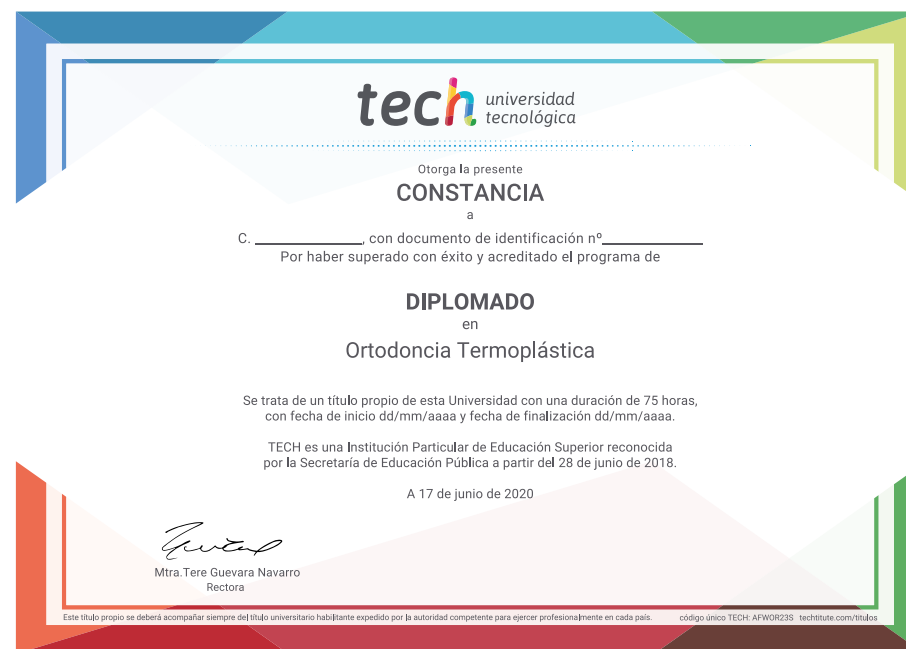 tech universidad
tecnológica
Otorga la presente
CONSTANCIA
a
C. ____________, con documento de identificación nº____________
Por haber superado con éxito y acreditado el programa de
DIPLOMADO
en
Ortodoncia Termoplástica
Se trata de un título propio de esta Universidad con una duración de 75 horas,
con fecha de inicio dd/mm/aaaa y fecha de finalización dd/mm/aaaa.
TECH es una Institución Particular de Educación Superior reconocida
por la Secretaría de Educación Pública a partir del 28 de junio de 2018.
A 17 de junio de 2020
Mtra.Tere Guevara Navarro
Rectora
Este título propio se deberá acompañar siempre del título universitario habilitante expedido por la autoridad competente para ejercer profesionalmente en cada país. código único TECH: AFWOR23S techtitute.com/titulos